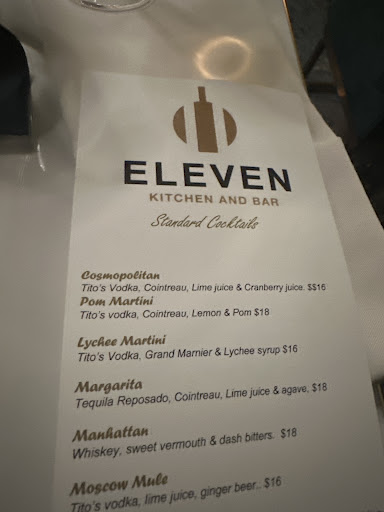 ELEVEN
KITCHEN AND BAR
Standard Cocktails
Cosmopolitan
Tito's Vodka, Cointreau, Lime juice & Cranberry juice. $$16
Pom Martini
Tito's vodka, Cointreau, Lemon & Pom $18
Lychee Martini
Tito's Vodka, Grand Marnier & Lychee syrup $16
Margarita
Tequila Reposado, Cointreau, Lime juice & agave, $18
Manhattan
Whiskey, sweet vermouth & dash bitters. $18
Moscow Mule
Tito's vodka, lime juice, ginger beer.. $16